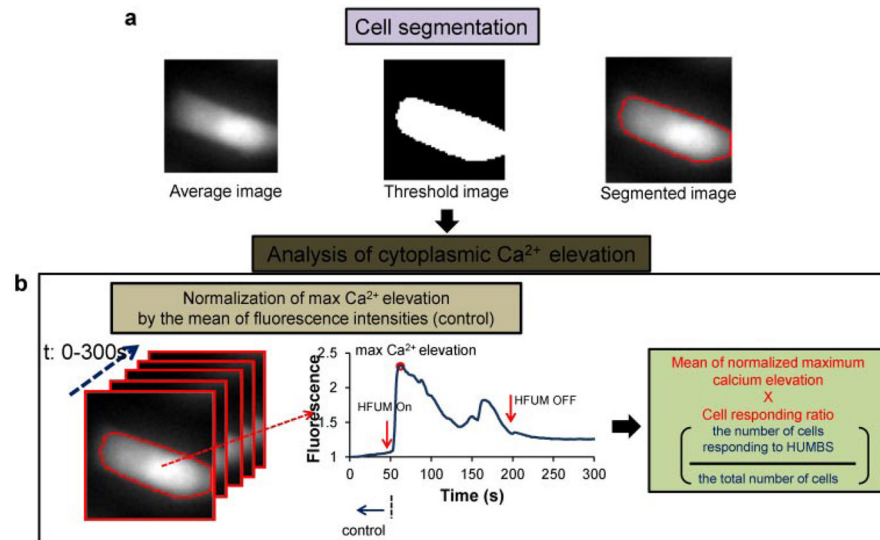 a
Cell segmentation
Average image
Threshold image
Segmented image
Analysis of cytoplasmic Ca²⁺ elevation
b
Normalization of max Ca²⁺ elevation
by the mean of fluorescence intensities (control)
t: 0-300s
max Ca²⁺ elevation
2.5
2
1.5
1
Fluorescence
HFUM On
HFUM OFF
0
50
100
150
200
250
300
Time (s)
control
Mean of normalized maximum
calcium elevation
X
Cell responding ratio
the number of cells
responding to HUMBS
the total number of cells